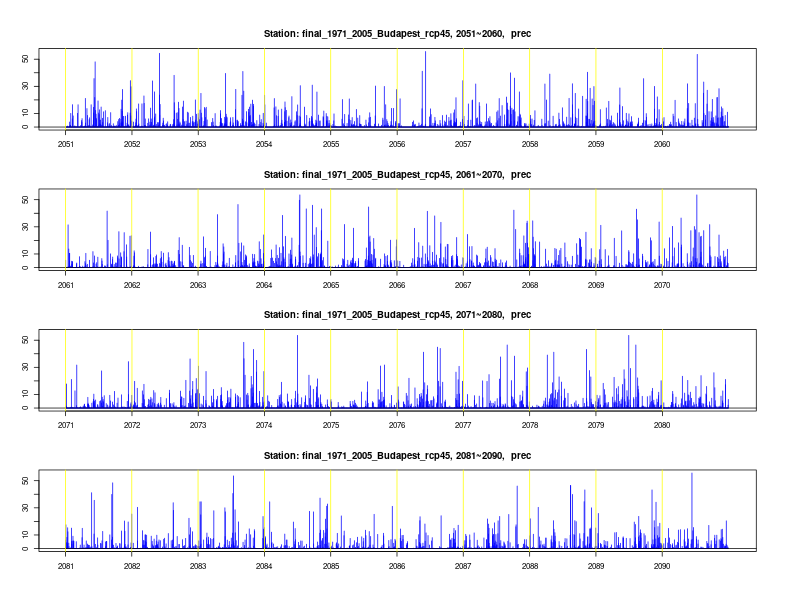 Station: final_1971_2005_Budapest_rcp45, 2051~2060, prec
50
30
10
0
2051 2052 2053 2054 2055 2056 2057 2058 2059 2060
Station: final_1971_2005_Budapest_rcp45, 2061~2070, prec
50
30
10
0
2061 2062 2063 2064 2065 2066 2067 2068 2069 2070
Station: final_1971_2005_Budapest_rcp45, 2071~2080, prec
50
30
10
0
2071 2072 2073 2074 2075 2076 2077 2078 2079 2080
Station: final_1971_2005_Budapest_rcp45, 2081~2090, prec
50
30
10
0
2081 2082 2083 2084 2085 2086 2087 2088 2089 2090